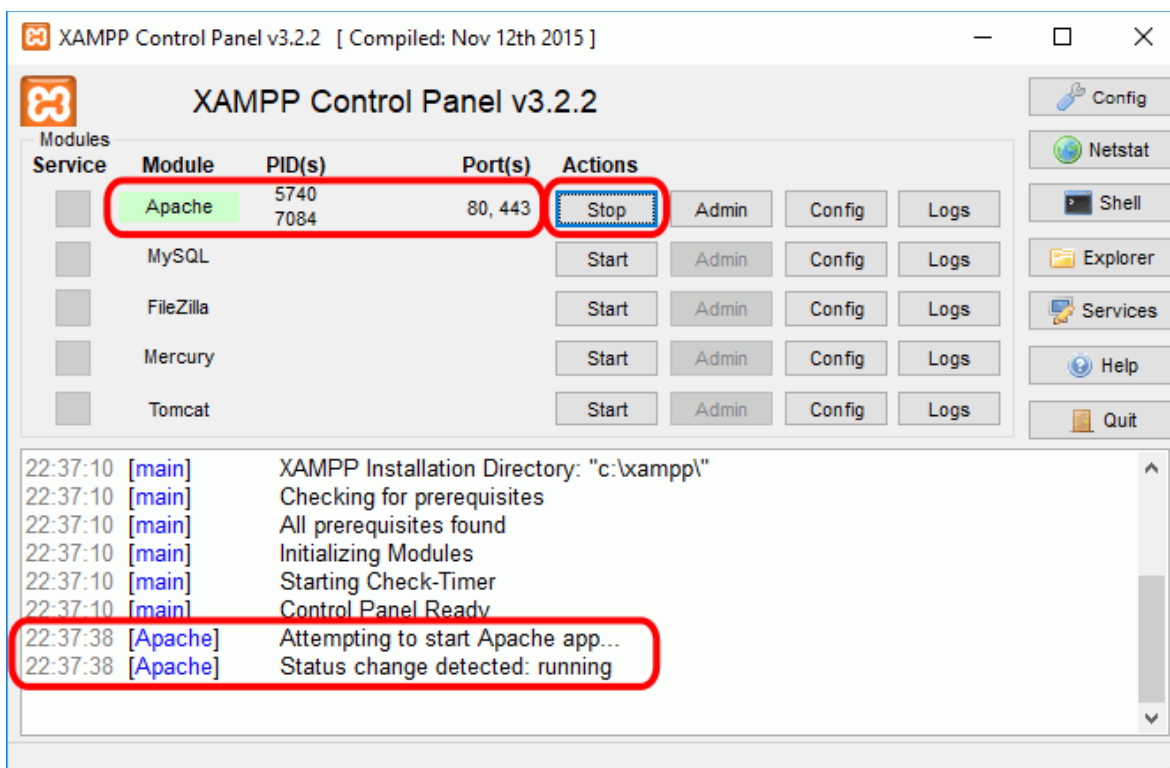 XAMPP Control Panel v3.2.2 [ Compiled: Nov 12th 2015 ]
XAMPP Control Panel v3.2.2
Config
Modules
Netstat
Service Module PID(s) Port(s) Actions
Apache 5740 7084 80, 443 Stop Admin Config Logs
Shell
MySQL Start Admin Config Logs
Explorer
FileZilla Start Admin Config Logs
Services
Mercury Start Admin Config Logs
Help
Tomcat Start Admin Config Logs
Quit
22:37:10 [main] XAMPP Installation Directory: "c:\xampp\"
22:37:10 [main] Checking for prerequisites
22:37:10 [main] All prerequisites found
22:37:10 [main] Initializing Modules
22:37:10 [main] Starting Check-Timer
22:37:10 [main] Control Panel Ready
22:37:38 [Apache] Attempting to start Apache app...
22:37:38 [Apache] Status change detected: running